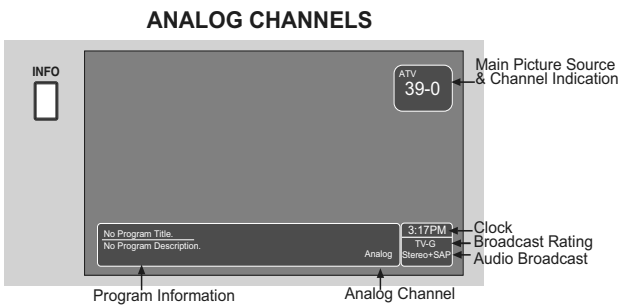 ANALOG CHANNELS
INFO
ATV
39-0
Main Picture Source
& Channel Indication
No Program Title.
No Program Description.
Analog
3:17PM
TV-G
Stereo+SAP
Clock
Broadcast Rating
Audio Broadcast
Program Information
Analog Channel